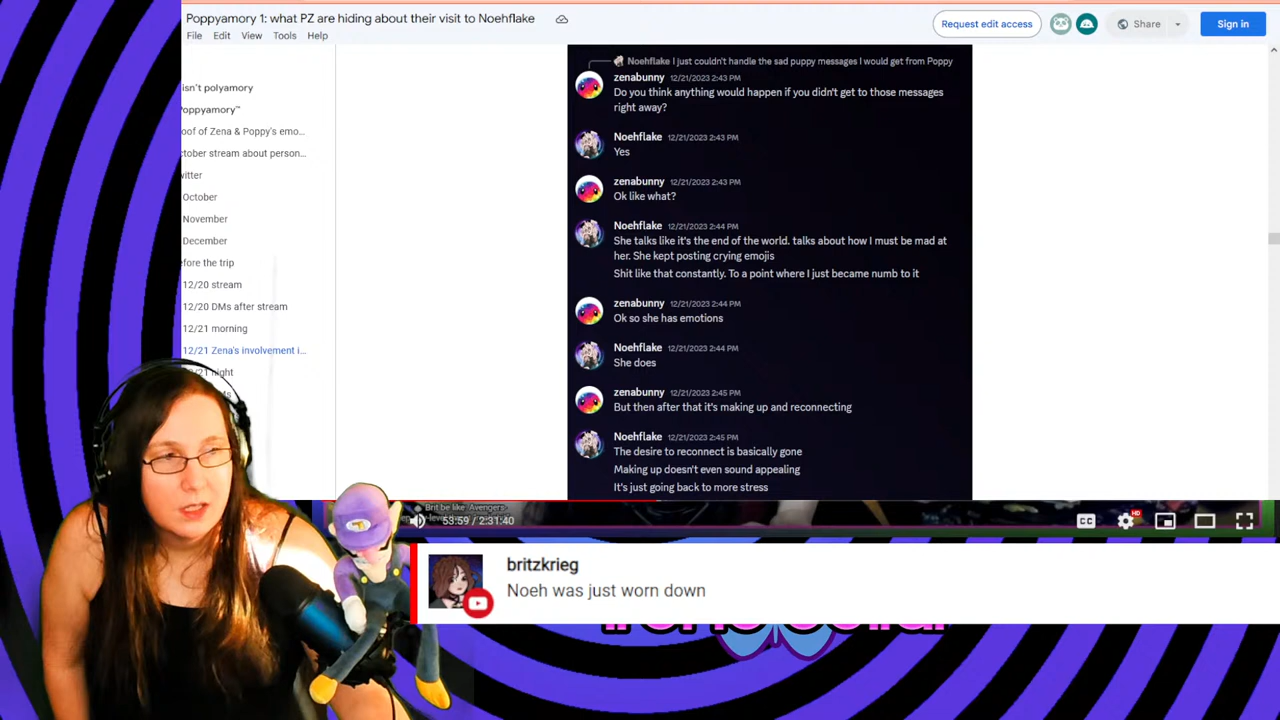 Poppyamory 1: what PZ are hiding about their visit to Noehflake
Request edit access
Share
Sign in
File Edit View Tools Help
isn't polyamory
oppyamory™
oof of Zena & Poppy's emo...
ctober stream about person...
witter
October
November
December
efore the trip
12/20 stream
12/20 DMs after stream
12/21 morning
12/21 Zena's involvement i...
12/21 night
Noehflake I just couldn't handle the sad puppy messages I would get from Poppy
zenabunny 12/21/2023 2:43 PM
Do you think anything would happen if you didn't get to those messages
right away?
Noehflake 12/21/2023 2:43 PM
Yes
zenabunny 12/21/2023 2:43 PM
Ok like what?
Noehflake 12/21/2023 2:44 PM
She talks like it's the end of the world. talks about how I must be mad at
her. She kept posting crying emojis
Shit like that constantly. To a point where I just became numb to it
zenabunny 12/21/2023 2:44 PM
Ok so she has emotions
Noehflake 12/21/2023 2:44 PM
She does
zenabunny 12/21/2023 2:45 PM
But then after that it's making up and reconnecting
Noehflake 12/21/2023 2:45 PM
The desire to reconnect is basically gone
Making up doesn't even sound appealing
It's just going back to more stress
Brit be like: Avengers-
53:59 / 2:31:40
CC
HD
britzkrieg
Noeh was just worn down